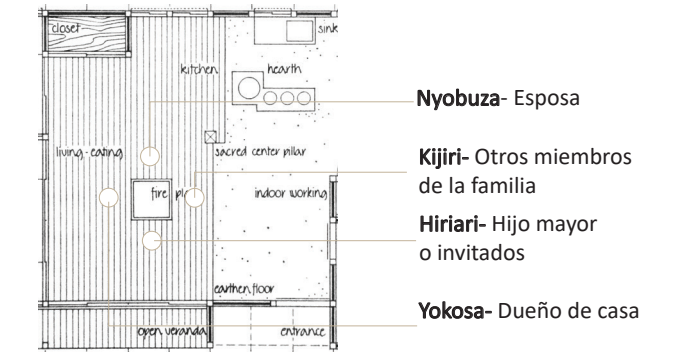 closet
sink
kitchen
hearth
living-eating
sacred center pillar
fire pl
indoor working
earthen floor
open veranda
entrance
Nyobuza- Esposa
Kijiri- Otros miembros
de la familia
Hiriari- Hijo mayor
o invitados
Yokosa- Dueño de casa